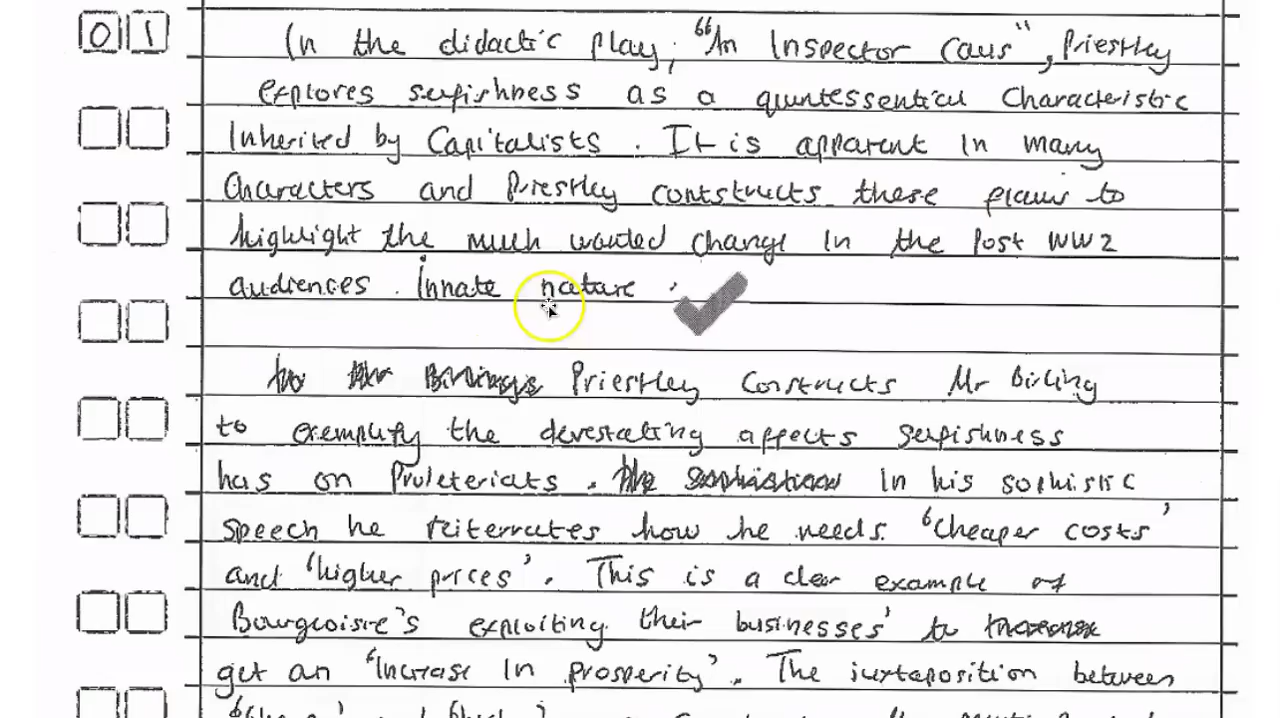 01
In the didactic play, "An Inspector Calls", Priestley
explores selfishness as a quintessential characteristic
Inherited by Capitalists. It is apparent in many
Characters and Priestley contstructs these flaws to
highlight the much wanted change in the Post WW2
audiences. Innate nature.
Priestley Constructs Mr Birling
to exemplify the devestating affects selfishness
has on Proleteriats. In his sophistic
speech he reiterrates how he needs. 'Cheaper costs'
and 'higher prices'. This is a clear example of
Bourgeoisie's exploiting their businesses' to
get an 'Increase In prosperity'. The juxtaposition between